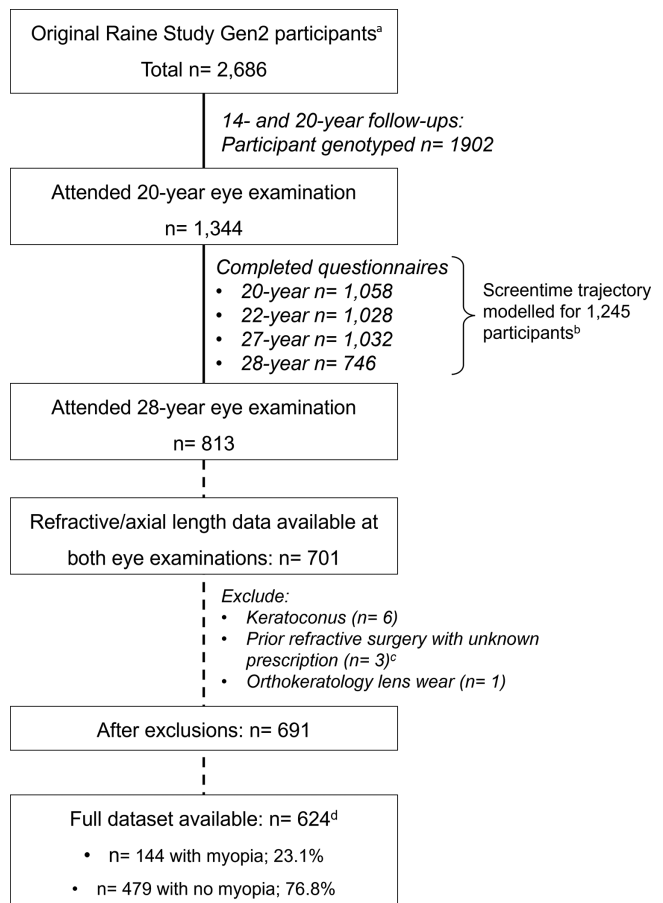 Original Raine Study Gen2 participantsᵃ
Total n= 2,686
14- and 20-year follow-ups:
Participant genotyped n= 1902
Attended 20-year eye examination
n= 1,344
Completed questionnaires
• 20-year n= 1,058
• 22-year n= 1,028
• 27-year n= 1,032
• 28-year n= 746
Screentime trajectory
modelled for 1,245
participantsᵇ
Attended 28-year eye examination
n= 813
Refractive/axial length data available at
both eye examinations: n= 701
Exclude:
• Keratoconus (n= 6)
• Prior refractive surgery with unknown
prescription (n= 3)ᶜ
• Orthokeratology lens wear (n= 1)
After exclusions: n= 691
Full dataset available: n= 624ᵈ
• n= 144 with myopia; 23.1%
• n= 479 with no myopia; 76.8%